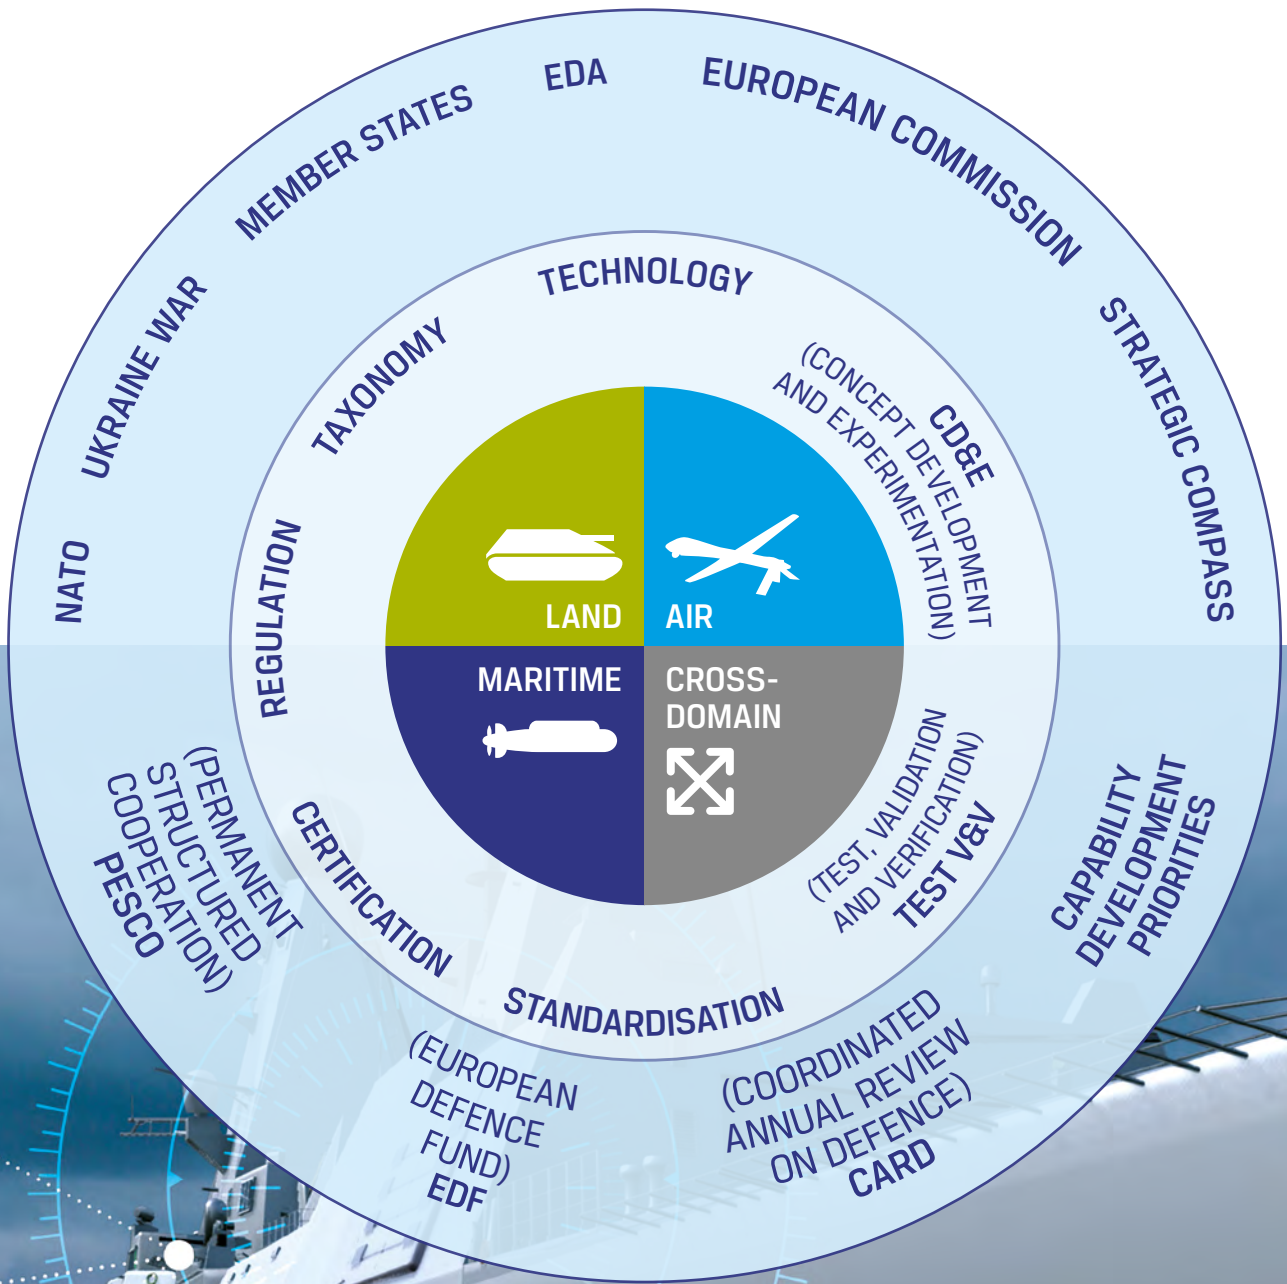 EDA
EUROPEAN COMMISSION
STRATEGIC COMPASS
CAPABILITY
DEVELOPMENT
PRIORITIES
(COORDINATED
ANNUAL REVIEW
ON DEFENCE)
CARD
(EUROPEAN
DEFENCE
FUND)
EDF
(PERMANENT
STRUCTURED
COOPERATION)
PESCO
NATO
UKRAINE WAR
MEMBER STATES
TECHNOLOGY
CD&E
(CONCEPT DEVELOPMENT
AND EXPERIMENTATION)
(TEST, VALIDATION
AND VERIFICATION)
TEST V&V
STANDARDISATION
CERTIFICATION
REGULATION
TAXONOMY
LAND
AIR
MARITIME
CROSS-
DOMAIN